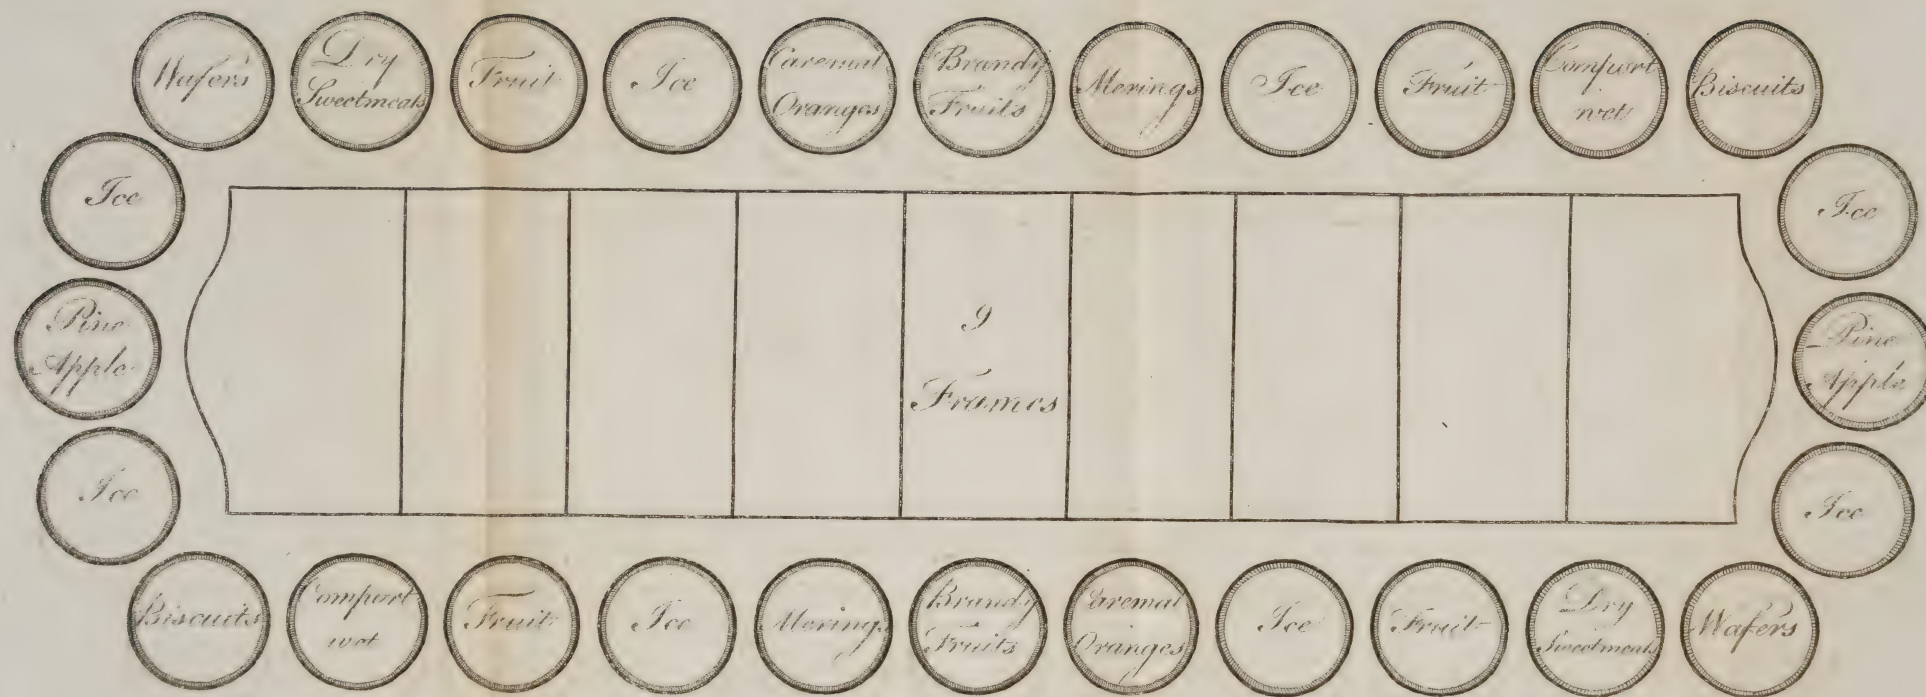 Wafers
Dry
Sweetmeats
Fruit
Ice
Caremal
Oranges
Brandy
Fruits
Merings
Ice
Fruit
Comport
wet
Biscuits
Ice
Ice
Pine
Apple
9
Frames
Pine
Apple
Ice
Ice
Biscuits
Comport
wet
Fruit
Ice
Merings
Brandy
Fruits
Caremal
Oranges
Ice
Fruit
Dry
Sweetmeats
Wafers